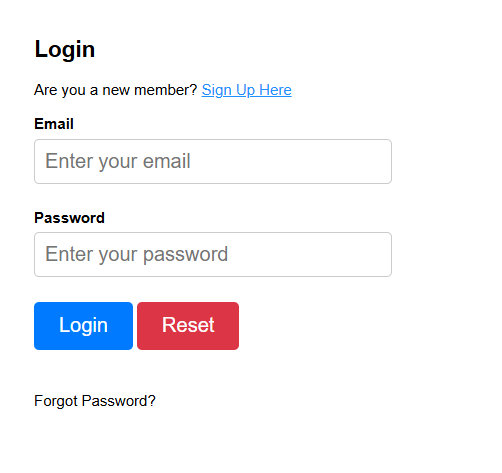 Login
Are you a new member? Sign Up Here
Email
Enter your email
Password
Enter your password
Login Reset
Forgot Password?